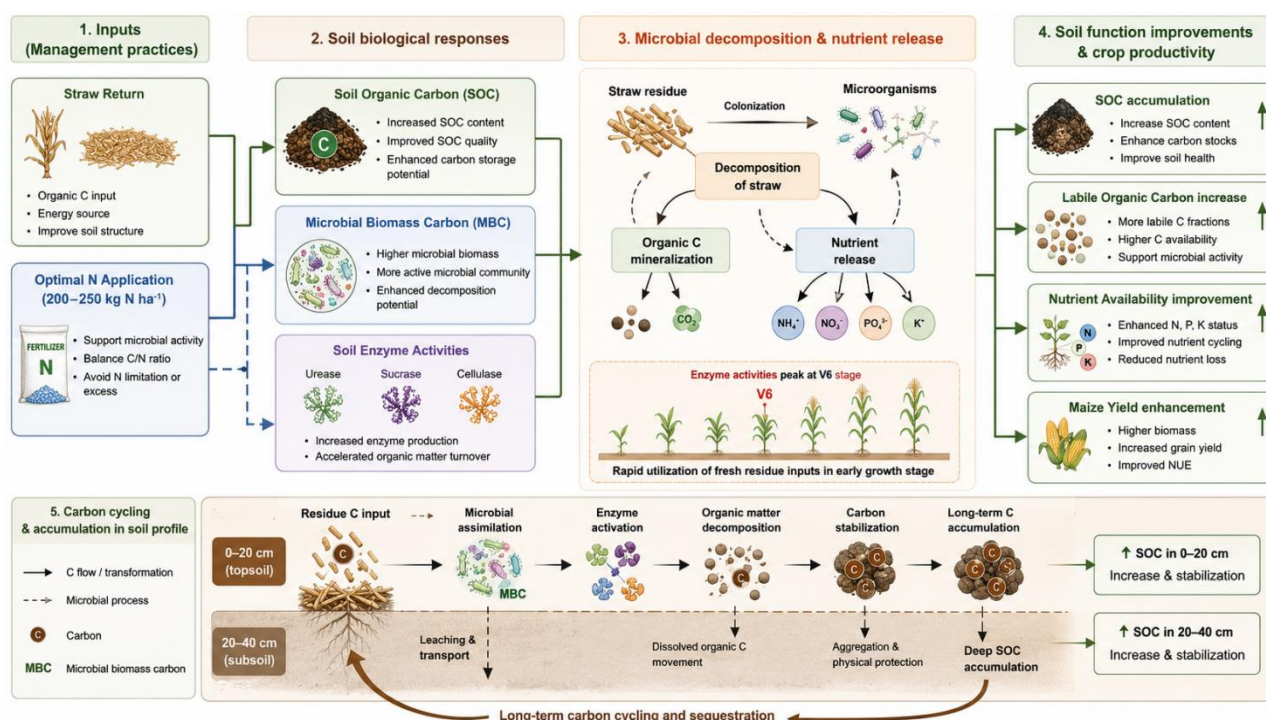 1. Inputs
(Management practices)
2. Soil biological responses
3. Microbial decomposition & nutrient release
4. Soil function improvements
& crop productivity
Straw Return
• Organic C input
• Energy source
• Improve soil structure
Optimal N Application
(200–250 kg N ha⁻¹)
FERTILIZER
N
• Support microbial activity
• Balance C/N ratio
• Avoid N limitation or
excess
Soil Organic Carbon (SOC)
C
• Increased SOC content
• Improved SOC quality
• Enhanced carbon storage
potential
Microbial Biomass Carbon (MBC)
• Higher microbial biomass
• More active microbial community
• Enhanced decomposition
potential
Soil Enzyme Activities
Urease Sucrase Cellulase
• Increased enzyme production
• Accelerated organic matter turnover
Straw residue
Colonization
Microorganisms
Decomposition
of straw
Organic C
mineralization
Nutrient
release
CO₂
NH₄⁺ NO₃⁻ PO₄³⁻ K⁺
Enzyme activities peak at V6 stage
V6
Rapid utilization of fresh residue inputs in early growth stage
SOC accumulation
• Increase SOC content
• Enhance carbon stocks
• Improve soil health
Labile Organic Carbon increase
• More labile C fractions
• Higher C availability
• Support microbial activity
Nutrient Availability improvement
N
P
K
• Enhanced N, P, K status
• Improved nutrient cycling
• Reduced nutrient loss
Maize Yield enhancement
• Higher biomass
• Increased grain yield
• Improved NUE
5. Carbon cycling
& accumulation in soil profile
C flow / transformation
Microbial process
C Carbon
MBC Microbial biomass carbon
0–20 cm
(topsoil)
20–40 cm
(subsoil)
Residue C input
C
Microbial
assimilation
MBC
Enzyme
activation
Organic matter
decomposition
C
Carbon
stabilization
C C C C
Long-term C
accumulation
C C C C
Leaching &
transport
Dissolved organic C
movement
Aggregation &
physical protection
Deep SOC
accumulation
↑ SOC in 0–20 cm
Increase & stabilization
↑ SOC in 20–40 cm
Increase & stabilization
Long-term carbon cycling and sequestration